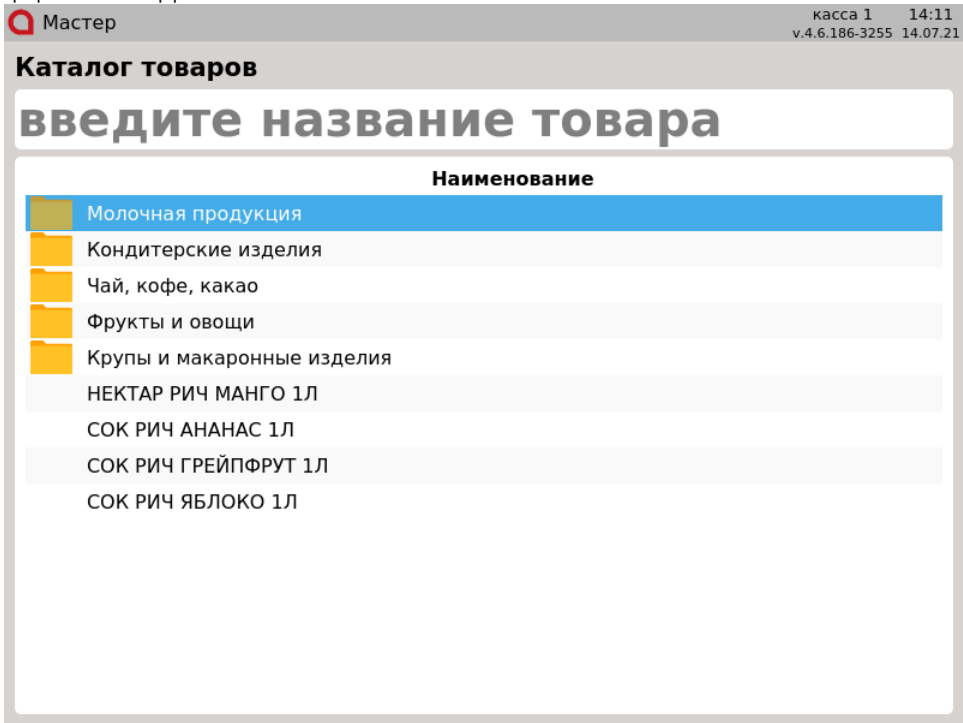 Мастер
касса 1 14:11
v.4.6.186-3255 14.07.21
Каталог товаров
введите название товара
Наименование
Молочная продукция
Кондитерские изделия
Чай, кофе, какао
Фрукты и овощи
Крупы и макаронные изделия
НЕКТАР РИЧ МАНГО 1Л
СОК РИЧ АНАНАС 1Л
СОК РИЧ ГРЕЙПФРУТ 1Л
СОК РИЧ ЯБЛОКО 1Л